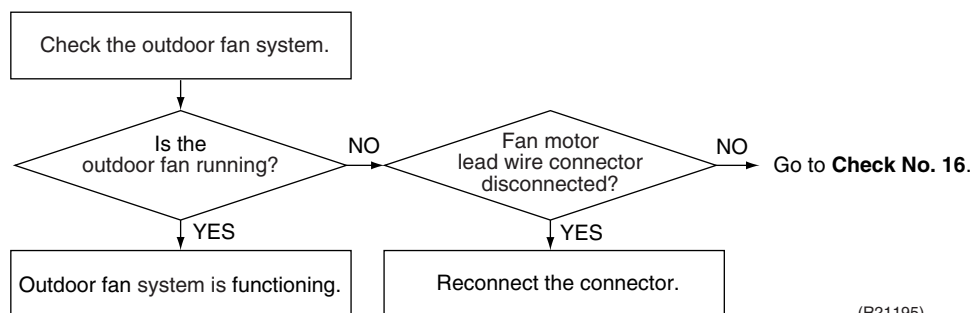 Check the outdoor fan system.
Is the
outdoor fan running?
NO
Fan motor
lead wire connector
disconnected?
NO
Go to Check No. 16.
YES
YES
Outdoor fan system is functioning.
Reconnect the connector.
(R21195)